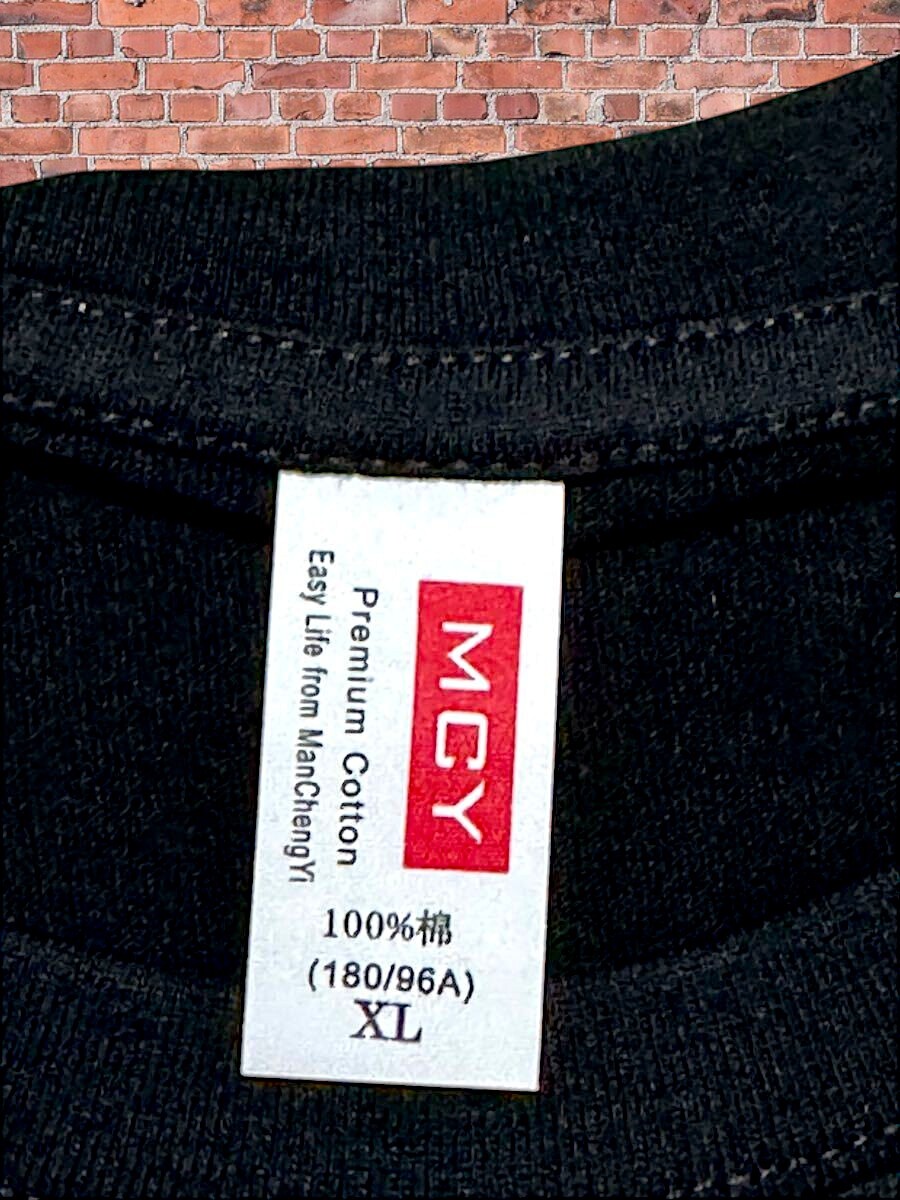 MCY
Premium Cotton
Easy Life from ManChengYi
100%棉
(180/96A)
XL